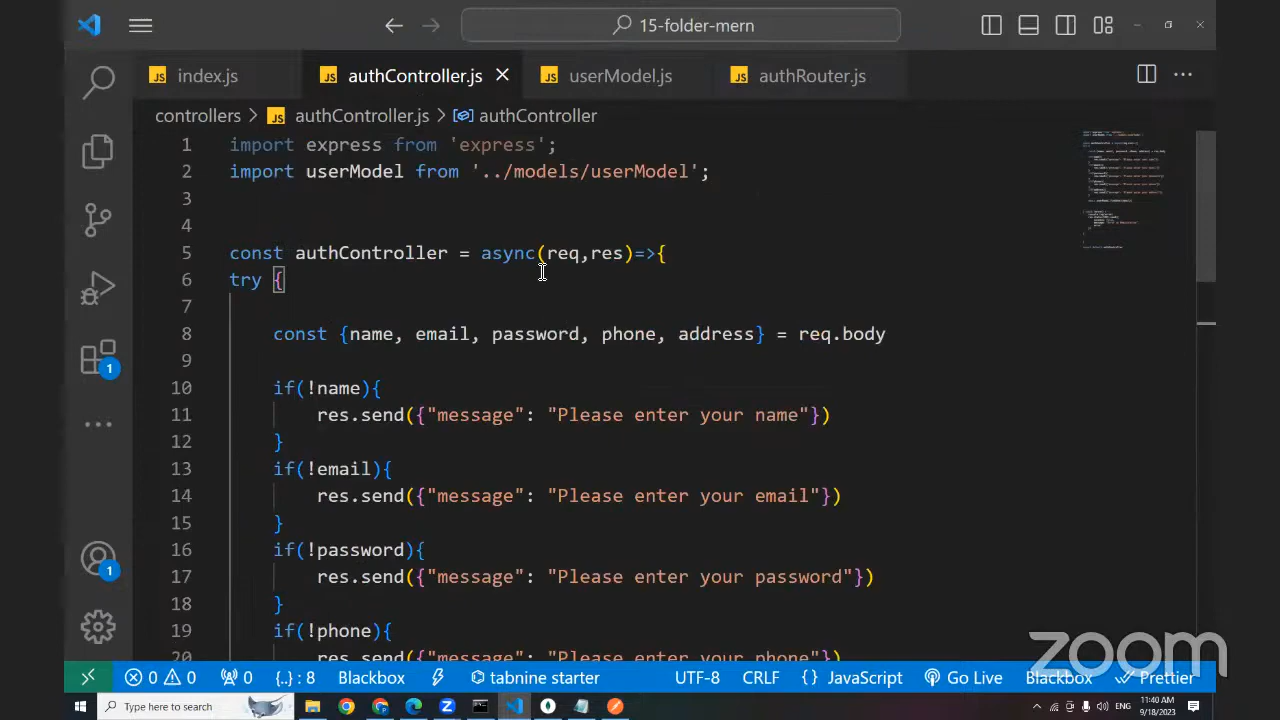 15-folder-mern
index.js
authController.js
userModel.js
authRouter.js
controllers > authController.js > authController
1 import express from 'express';
2 import userModel from '../models/userModel';
3
4
5 const authController = async(req,res)=>{
6 try {
7
8 const {name, email, password, phone, address} = req.body
9
10 if(!name){
11 res.send({"message": "Please enter your name"})
12 }
13 if(!email){
14 res.send({"message": "Please enter your email"})
15 }
16 if(!password){
17 res.send({"message": "Please enter your password"})
18 }
19 if(!phone){
20 res.send({"message": "Please enter your phone"})
1
1
zoom
0 0 0 {..} : 8 Blackbox tabnine starter UTF-8 CRLF { } JavaScript Go Live Blackbox Prettier
Type here to search
11:40 AM
9/18/2023